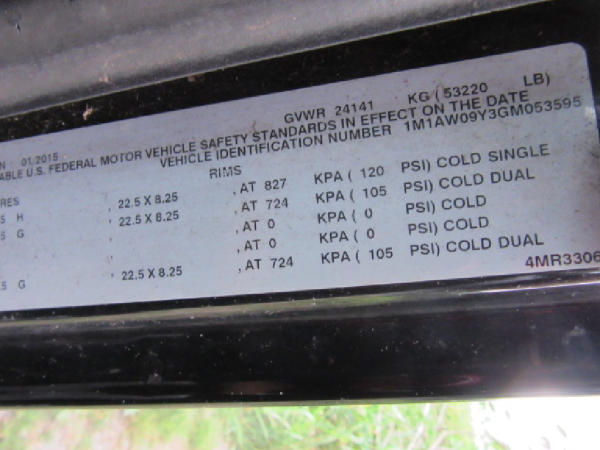 GVWR 24141 KG ( 53220 LB)
N 01 2015
ABLE U.S. FEDERAL MOTOR VEHICLE SAFETY STANDARDS IN EFFECT ON THE DATE
VEHICLE IDENTIFICATION NUMBER 1M1AW09Y3GM053595
RES RIMS
5 H , 22.5 X 8.25 , AT 827 KPA ( 120 PSI) COLD SINGLE
5 G , 22.5 X 8.25 , AT 724 KPA ( 105 PSI) COLD DUAL
, , AT 0 KPA ( 0 PSI) COLD
, , AT 0 KPA ( 0 PSI) COLD
5 G , 22.5 X 8.25 , AT 724 KPA ( 105 PSI) COLD DUAL
4MR3306